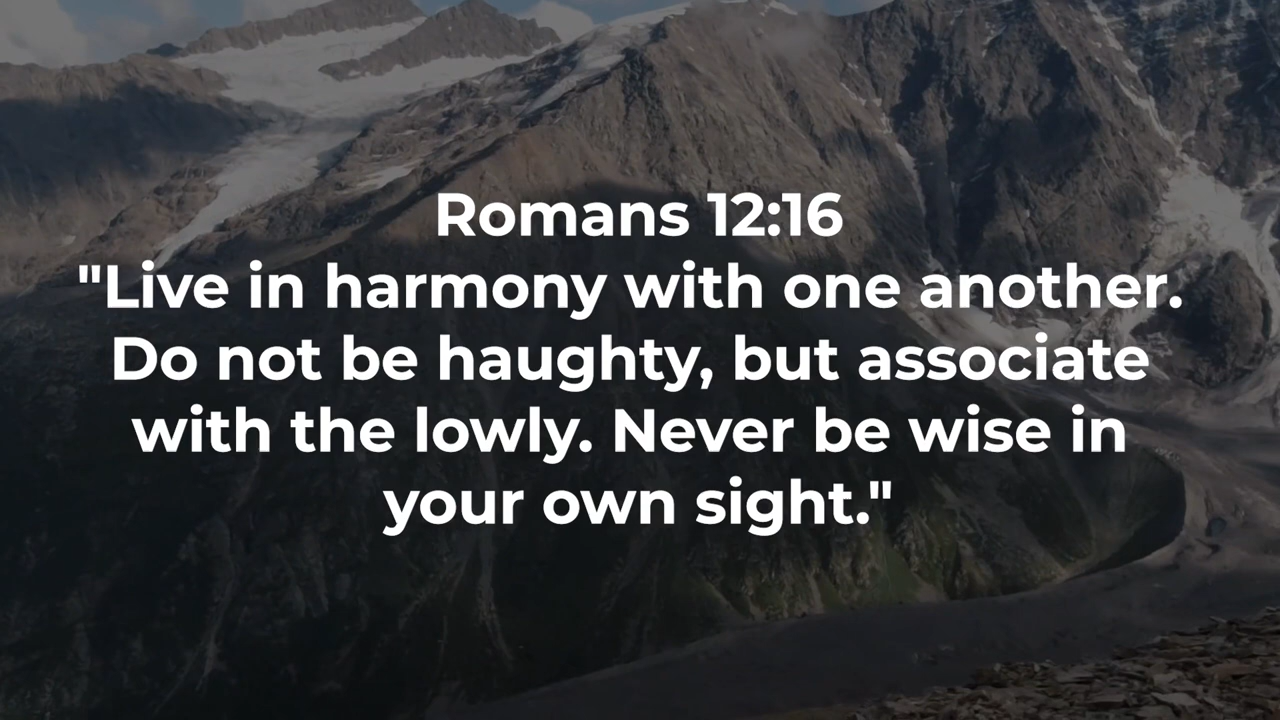 Romans 12:16
"Live in harmony with one another.
Do not be haughty, but associate
with the lowly. Never be wise in
your own sight."